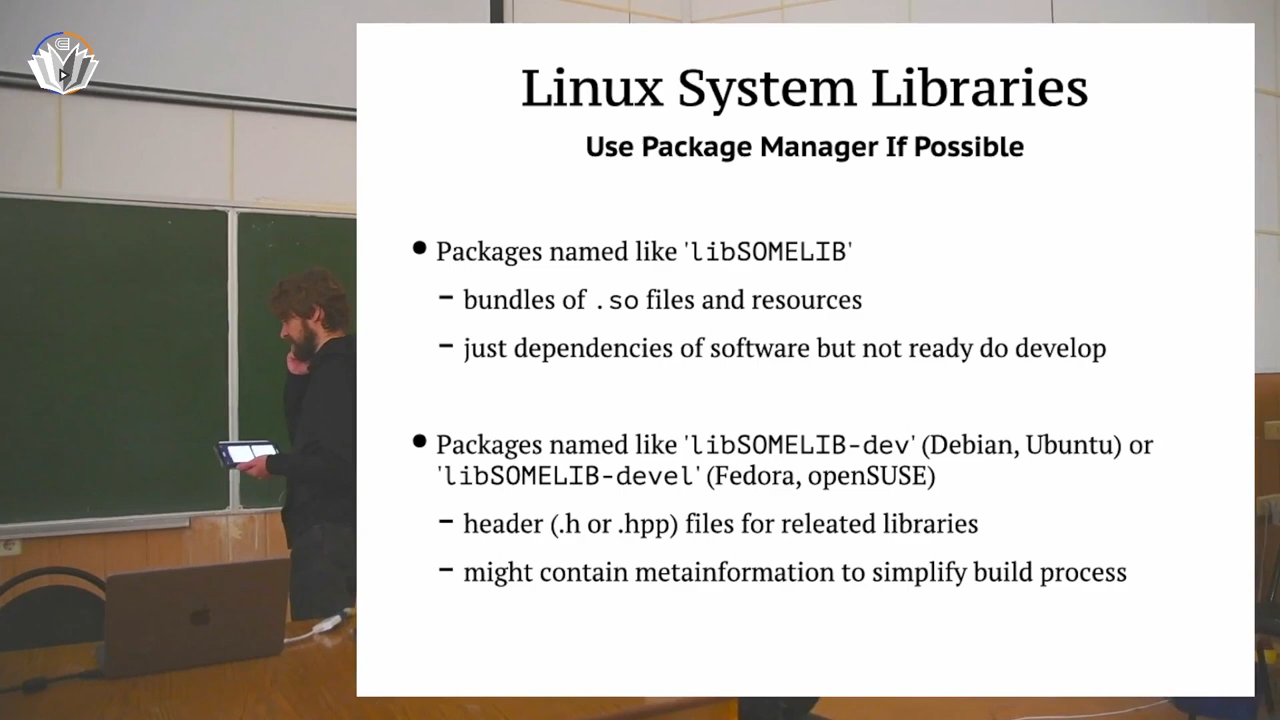 Linux System Libraries
Use Package Manager If Possible
● Packages named like 'libSOMELIB'
– bundles of .so files and resources
– just dependencies of software but not ready do develop
● Packages named like 'libSOMELIB-dev' (Debian, Ubuntu) or
'libSOMELIB-devel' (Fedora, openSUSE)
– header (.h or .hpp) files for releated libraries
– might contain metainformation to simplify build process